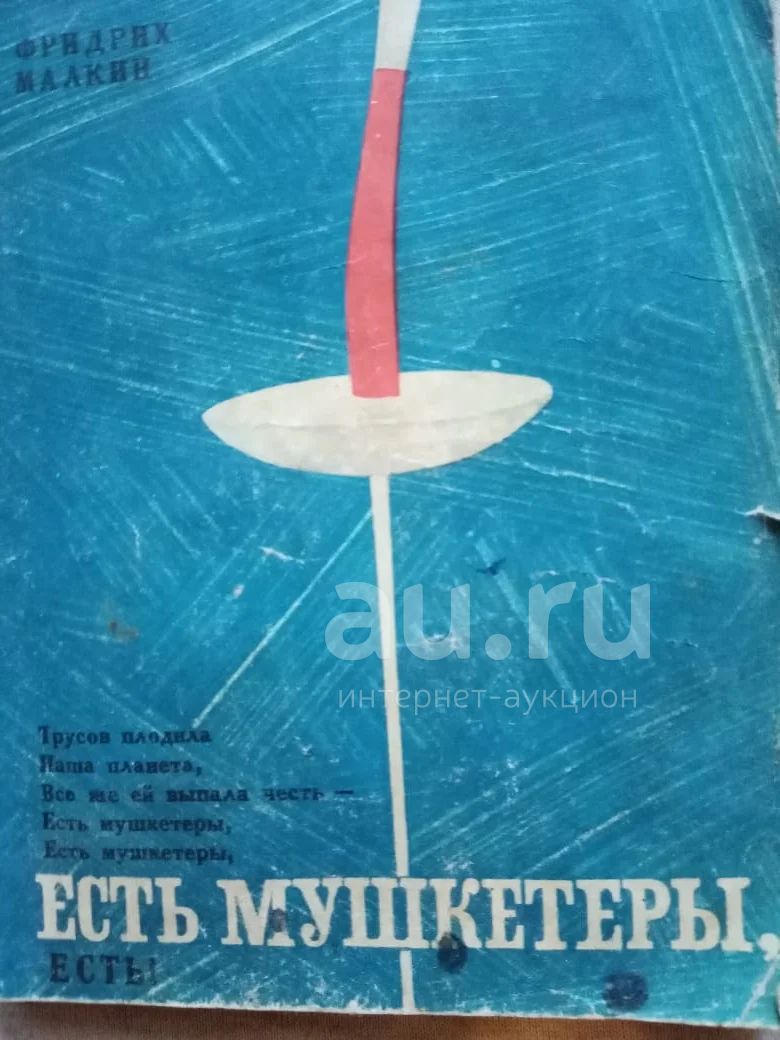 ФРИДРИХ
МАЛКИН
au.ru
интернет-аукцион
Трусов плодила
Наша планета,
Все же ей выпала честь —
Есть мушкетеры,
Есть мушкетеры,
ЕСТЬ МУШКЕТЕРЫ,
ЕСТЬ!